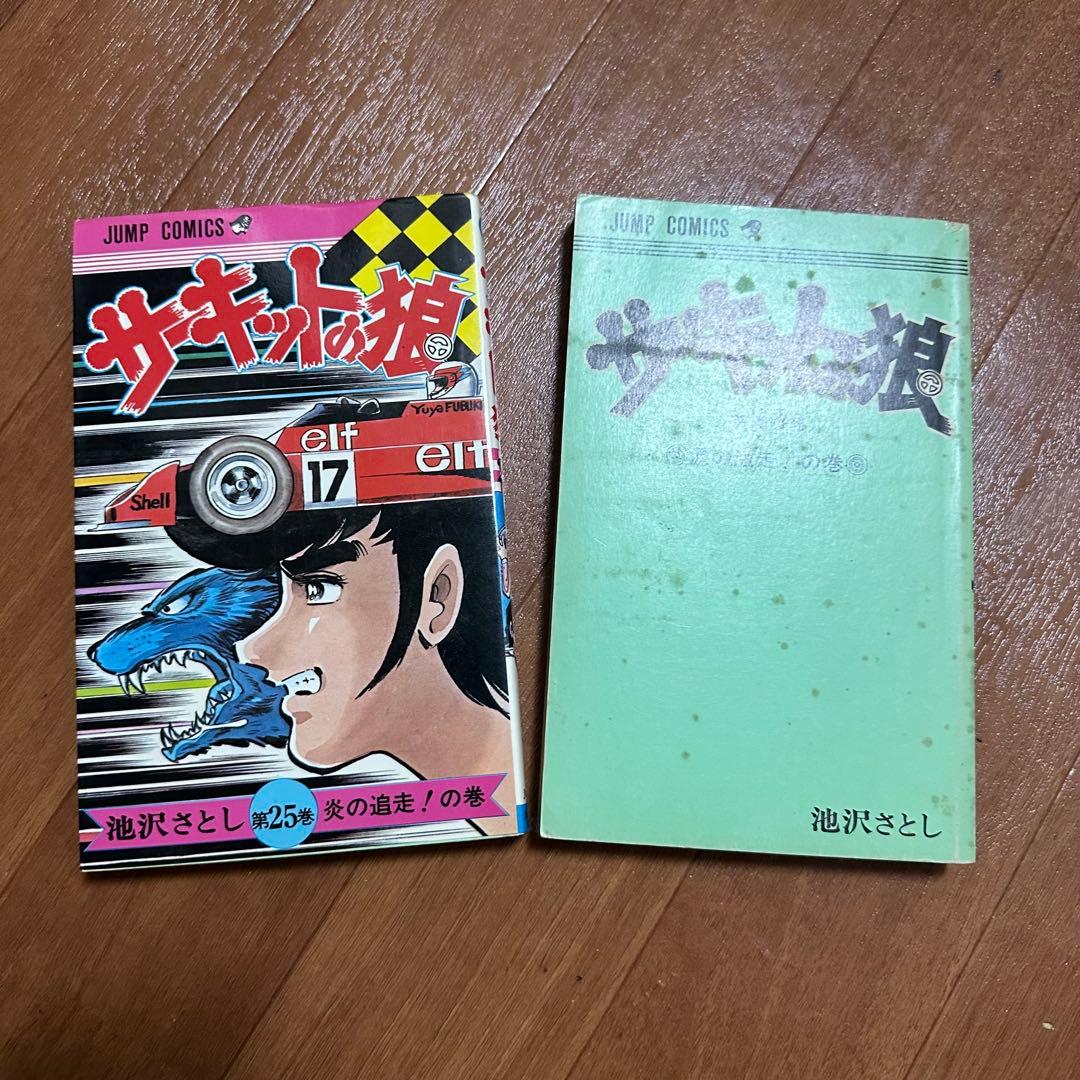 JUMP COMICS
サーキットの狼
Yuya FUBUKI
elf
elf
17
Shell
池沢さとし 第25巻 炎の追走!の巻
JUMP COMICS
サーキットの狼
の巻
池沢さとし